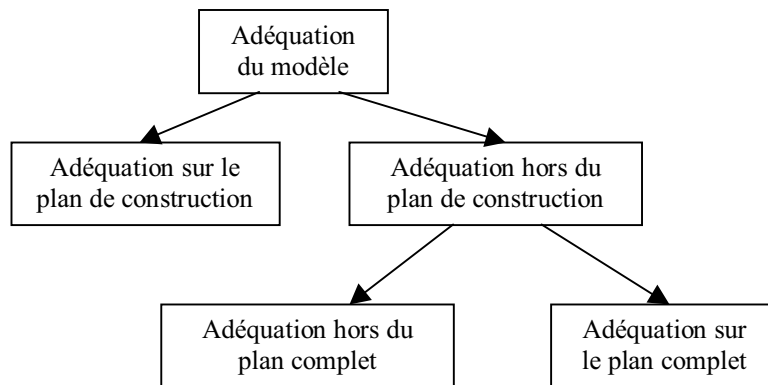 Adéquation
du modèle
Adéquation sur le
plan de construction
Adéquation hors du
plan de construction
Adéquation hors du
plan complet
Adéquation sur
le plan complet